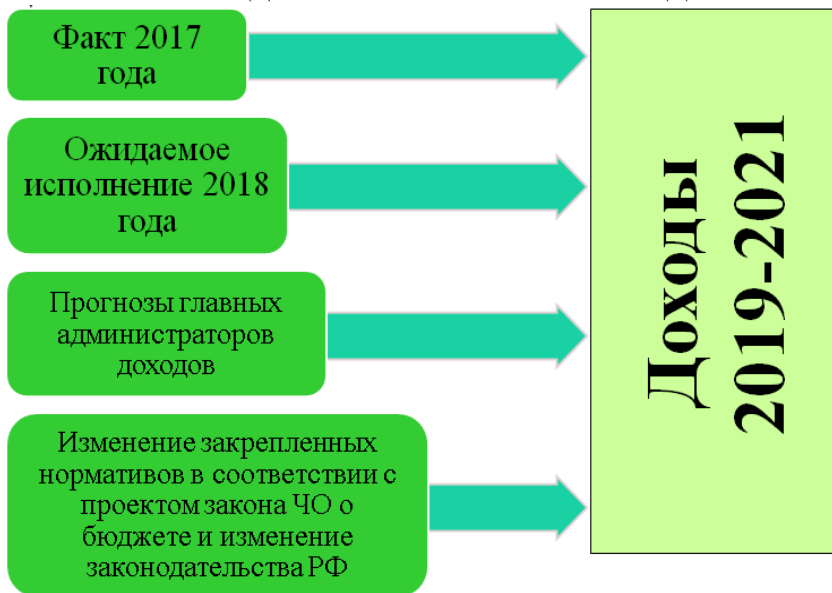 Факт 2017
года
Ожидаемое
исполнение 2018
года
Прогнозы главных
администраторов
доходов
Изменение закрепленных
нормативов в соответствии с
проектом закона ЧО о
бюджете и изменение
законодательства РФ
Доходы
2019-2021